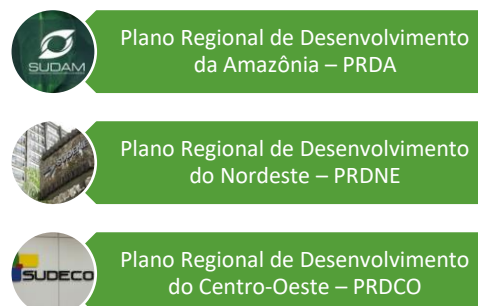 SUDAM
Plano Regional de Desenvolvimento
da Amazônia – PRDA
Plano Regional de Desenvolvimento
do Nordeste – PRDNE
SUDECO
Plano Regional de Desenvolvimento
do Centro-Oeste – PRDCO